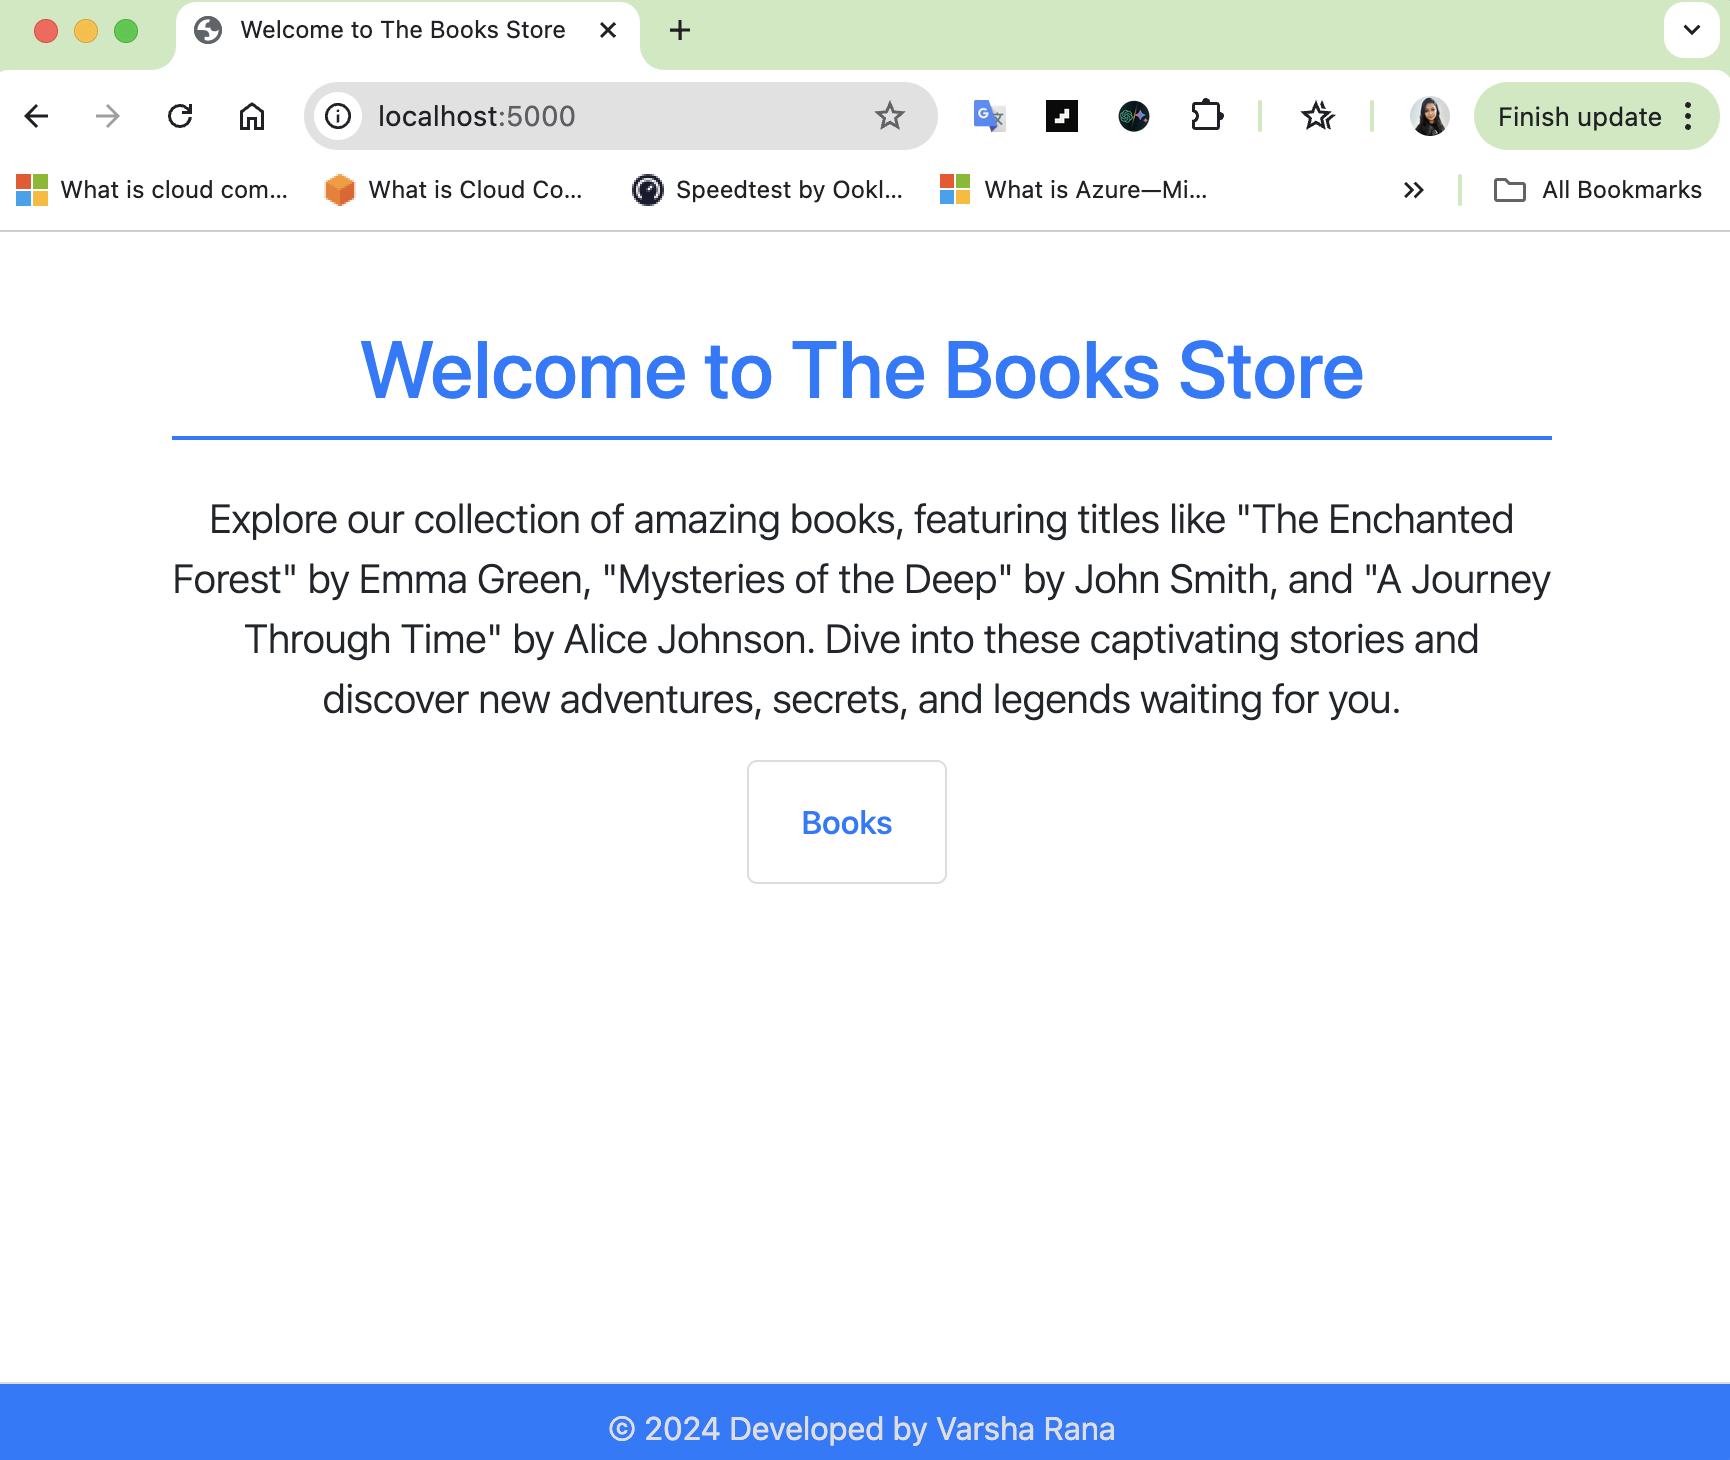 Welcome to The Books Store
localhost:5000
Finish update
What is cloud com...
What is Cloud Co...
Speedtest by Ookl...
What is Azure—Mi...
All Bookmarks
Welcome to The Books Store
Explore our collection of amazing books, featuring titles like "The Enchanted
Forest" by Emma Green, "Mysteries of the Deep" by John Smith, and "A Journey
Through Time" by Alice Johnson. Dive into these captivating stories and
discover new adventures, secrets, and legends waiting for you.
Books
© 2024 Developed by Varsha Rana